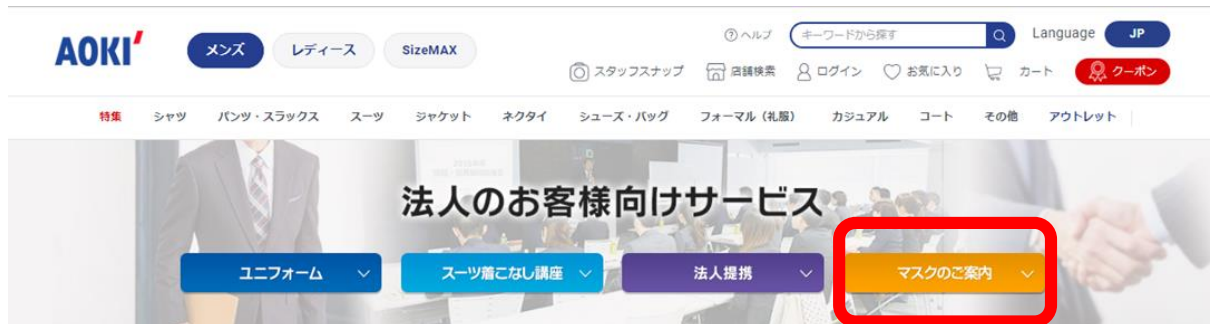 AOKI
メンズ
レディース
SizeMAX
ヘルプ
キーワードから探す
Language
JP
スタッフスナップ
店舗検索
ログイン
お気に入り
カート
クーポン
特集 シャツ パンツ・スラックス スーツ ジャケット ネクタイ シューズ・バッグ フォーマル（礼服） カジュアル コート その他 アウトレット
法人のお客様向けサービス
ユニフォーム
スーツ着こなし講座
法人提携
マスクのご案内